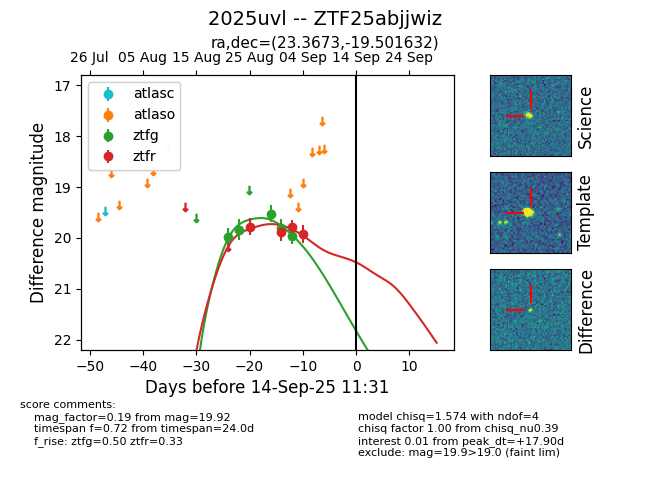 2025uvl -- ZTF25abjjwiz
ra,dec=(23.3673,-19.501632)
26 Jul 05 Aug 15 Aug 25 Aug 04 Sep 14 Sep 24 Sep
17
18
19
20
21
22
Difference magnitude
atlasc
atlaso
ztfg
ztfr
−50 −40 −30 −20 −10 0 10
Days before 14-Sep-25 11:31
Science
Template
Difference
score comments:
mag_factor=0.19 from mag=19.92
timespan f=0.72 from timespan=24.0d
f_rise: ztfg=0.50 ztfr=0.33
model chisq=1.574 with ndof=4
chisq factor 1.00 from chisq_nu0.39
interest 0.01 from peak_dt=+17.90d
exclude: mag=19.9>19.0 (faint lim)